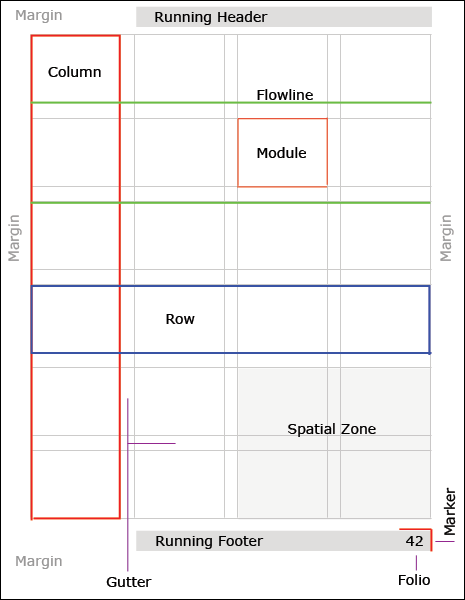 Margin
Running Header
Column
Flowline
Module
Margin
Margin
Row
Spatial Zone
Marker
Running Footer
42
Margin
Gutter
Folio